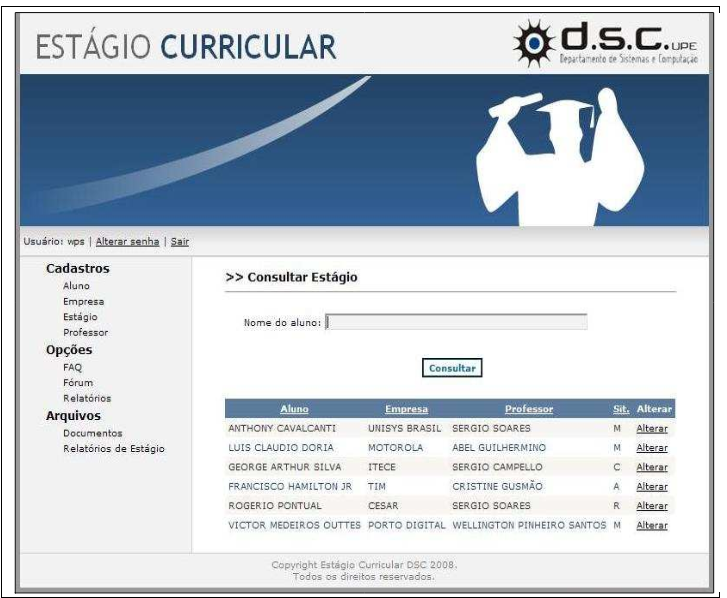 ESTÁGIO CURRICULAR
d.s.c.UPE
Departamento de Sistemas e Computação
Usuário: wps | Alterar senha | Sair
Cadastros
Aluno
Empresa
Estágio
Professor
Opções
FAQ
Fórum
Relatórios
Arquivos
Documentos
Relatórios de Estágio
>> Consultar Estágio
Nome do aluno:
Consultar
Aluno Empresa Professor Sit. Alterar
ANTHONY CAVALCANTI UNISYS BRASIL SERGIO SOARES M Alterar
LUIS CLAUDIO DORIA MOTOROLA ABEL GUILHERMINO M Alterar
GEORGE ARTHUR SILVA ITECE SERGIO CAMPELLO C Alterar
FRANCISCO HAMILTON JR TIM CRISTINE GUSMÃO A Alterar
ROGERIO PONTUAL CESAR SERGIO SOARES R Alterar
VICTOR MEDEIROS OUTTES PORTO DIGITAL WELLINGTON PINHEIRO SANTOS M Alterar
Copyright Estágio Curricular DSC 2008.
Todos os direitos reservados.